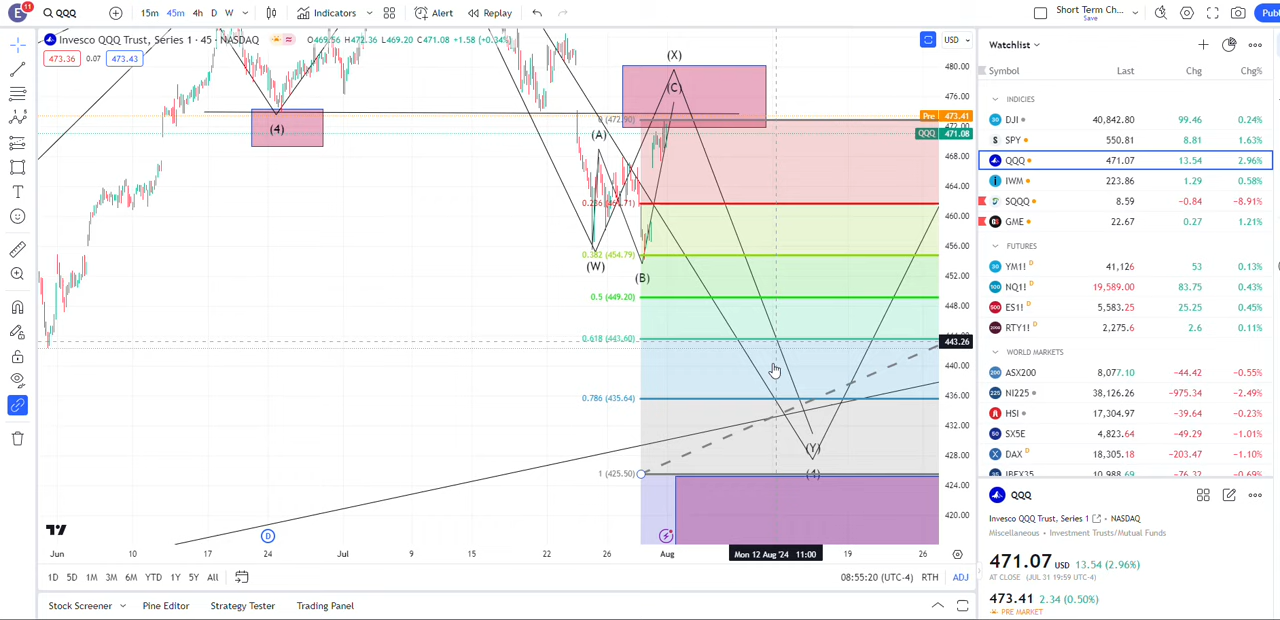 E 11 QQQ 15m 45m 4h D W Indicators Alert Replay Short Term Ch... Save Publ
Invesco QQQ Trust, Series 1 · 45 · NASDAQ O469.56 H472.36 L469.20 C471.08 +1.58 (+0.34%) USD
473.36 0.07 473.43
480.00
476.00
Pre 473.41
472.00
QQQ 471.08
468.00
464.00
460.00
456.00
452.00
448.00
443.26
440.00
436.00
432.00
428.00
424.00
420.00
(X)
(C)
(4)
(A)
(W)
(B)
(Y)
(4)
0 (472.90)
0.382 (454.79)
0.5 (449.20)
0.618 (443.60)
0.786 (435.64)
1 (425.50)
D
Jun 10 17 24 Jul 9 15 22 26 Aug Mon 12 Aug '24 11:00 19 26
1D 5D 1M 3M 6M YTD 1Y 5Y All 08:55:20 (UTC-4) RTH ADJ
Stock Screener Pine Editor Strategy Tester Trading Panel
Watchlist
Symbol Last Chg Chg%
INDICIES
DJI 40,842.80 99.46 0.24%
SPY 550.81 8.81 1.63%
QQQ 471.07 13.54 2.96%
IWM 223.86 1.29 0.58%
SQQQ 8.59 −0.84 −8.91%
GME 22.67 0.27 1.21%
FUTURES
YM1! D 41,126 53 0.13%
NQ1! D 19,589.00 83.75 0.43%
ES1! D 5,583.25 25.25 0.45%
RTY1! D 2,275.6 2.6 0.11%
WORLD MARKETS
ASX200 8,077.10 −44.42 −0.55%
NI225 38,126.26 −975.34 −2.49%
HSI 17,304.97 −39.64 −0.23%
SX5E 4,823.64 −49.29 −1.01%
DAX D 18,305.18 −203.47 −1.10%
IBEX35 10,988.69 −76.32 −0.69%
QQQ
Invesco QQQ Trust, Series 1 · NASDAQ
Miscellaneous · Investment Trusts/Mutual Funds
471.07 USD 13.54 (2.96%)
AT CLOSE (JUL 31 19:59 UTC-4)
473.41 2.34 (0.50%)
PRE MARKET